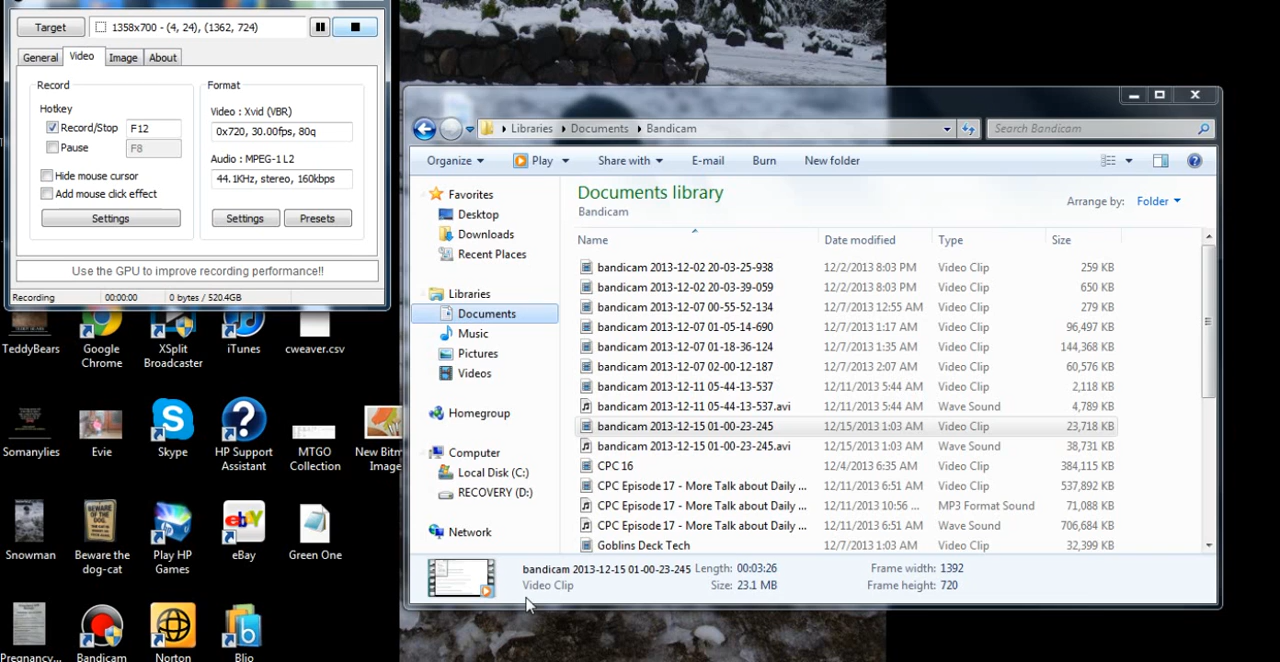 Target
1358x700 - (4, 24), (1362, 724)
General Video Image About
Record
Hotkey
Record/Stop F12
Pause F8
Hide mouse cursor
Add mouse click effect
Settings
Format
Video : Xvid (VBR)
0x720, 30.00fps, 80q
Audio : MPEG-1 L2
44.1KHz, stereo, 160kbps
Settings Presets
Use the GPU to improve recording performance!!
Recording 00:00:00 0 bytes / 520.4GB
TeddyBears
Google Chrome
XSplit Broadcaster
iTunes
cweaver.csv
Somanylies
Evie
Skype
HP Support Assistant
MTGO Collection
New Bitm Image
Snowman
Beware the dog-cat
Play HP Games
eBay
Green One
Pregnancy...
Bandicam
Norton
Blio
Libraries Documents Bandicam
Search Bandicam
Organize Play Share with E-mail Burn New folder
Favorites
Desktop
Downloads
Recent Places
Libraries
Documents
Music
Pictures
Videos
Homegroup
Computer
Local Disk (C:)
RECOVERY (D:)
Network
Documents library
Bandicam
Arrange by: Folder
Name Date modified Type Size
bandicam 2013-12-02 20-03-25-938 12/2/2013 8:03 PM Video Clip 259 KB
bandicam 2013-12-02 20-03-39-059 12/2/2013 8:03 PM Video Clip 650 KB
bandicam 2013-12-07 00-55-52-134 12/7/2013 12:55 AM Video Clip 279 KB
bandicam 2013-12-07 01-05-14-690 12/7/2013 1:17 AM Video Clip 96,497 KB
bandicam 2013-12-07 01-18-36-124 12/7/2013 1:35 AM Video Clip 144,368 KB
bandicam 2013-12-07 02-00-12-187 12/7/2013 2:07 AM Video Clip 60,576 KB
bandicam 2013-12-11 05-44-13-537 12/11/2013 5:44 AM Video Clip 2,118 KB
bandicam 2013-12-11 05-44-13-537.avi 12/11/2013 5:44 AM Wave Sound 4,789 KB
bandicam 2013-12-15 01-00-23-245 12/15/2013 1:03 AM Video Clip 23,718 KB
bandicam 2013-12-15 01-00-23-245.avi 12/15/2013 1:03 AM Wave Sound 38,731 KB
CPC 16 12/4/2013 6:35 AM Video Clip 384,115 KB
CPC Episode 17 - More Talk about Daily ... 12/11/2013 6:51 AM Video Clip 537,892 KB
CPC Episode 17 - More Talk about Daily ... 12/11/2013 10:56 ... MP3 Format Sound 71,088 KB
CPC Episode 17 - More Talk about Daily ... 12/11/2013 6:51 AM Wave Sound 706,684 KB
Goblins Deck Tech 12/7/2013 1:03 AM Video Clip 32,399 KB
bandicam 2013-12-15 01-00-23-245 Length: 00:03:26 Frame width: 1392
Video Clip Size: 23.1 MB Frame height: 720